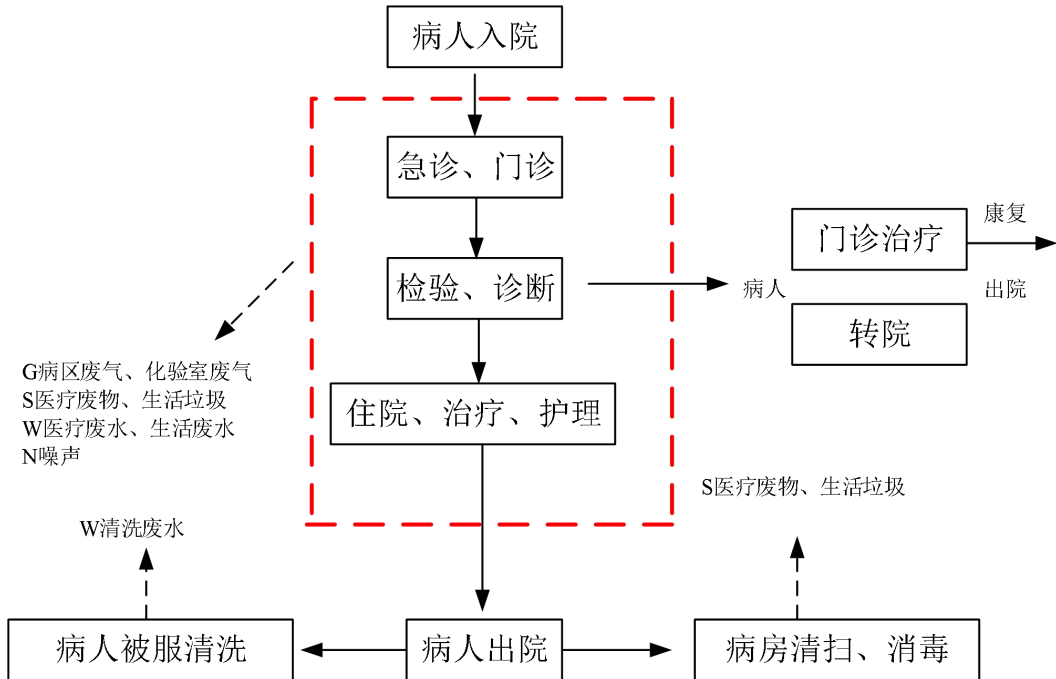 病人入院
急诊、门诊
检验、诊断
病人
门诊治疗
康复
出院
转院
住院、治疗、护理
G病区废气、化验室废气
S医疗废物、生活垃圾
W医疗废水、生活废水
N噪声
S医疗废物、生活垃圾
W清洗废水
病人被服清洗
病人出院
病房清扫、消毒